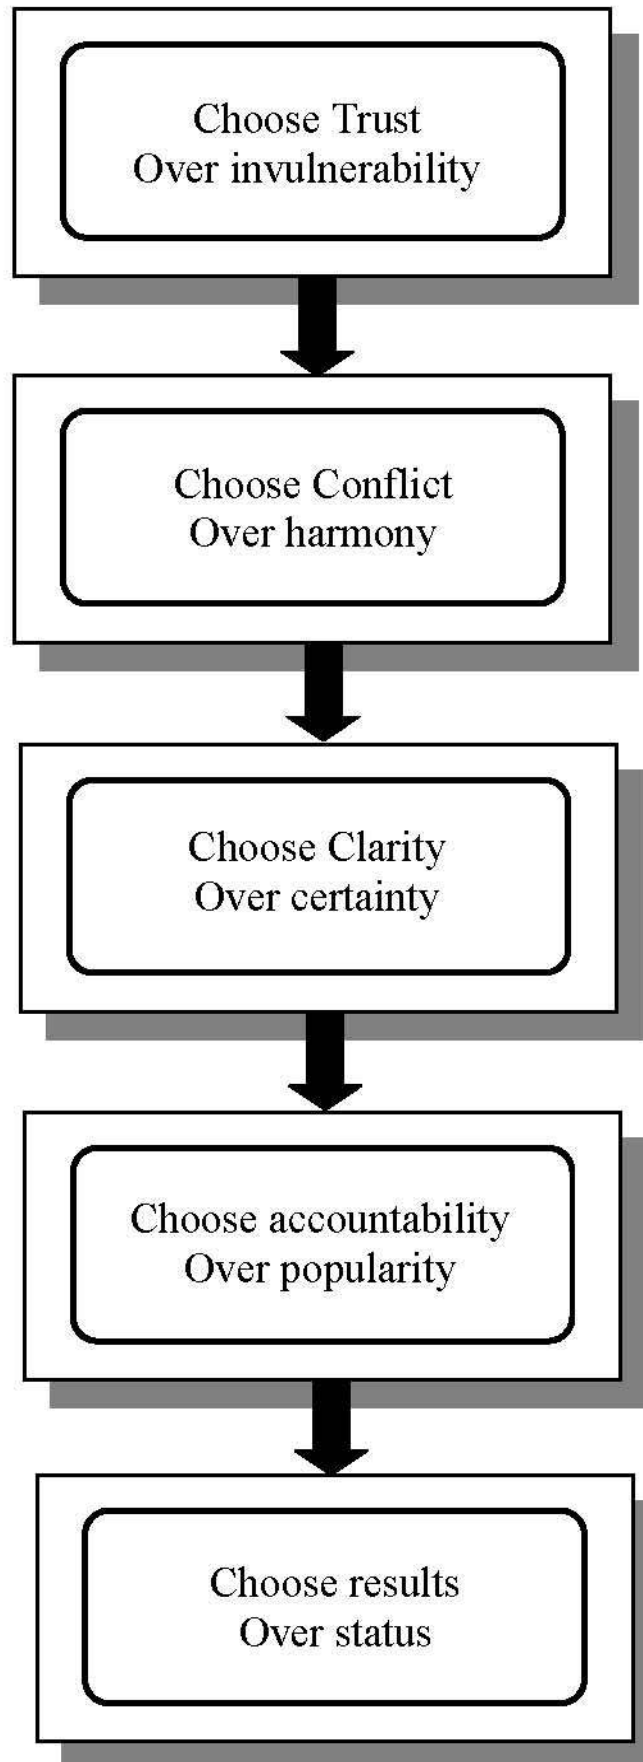 Choose Trust
Over invulnerability
Choose Conflict
Over harmony
Choose Clarity
Over certainty
Choose accountability
Over popularity
Choose results
Over status